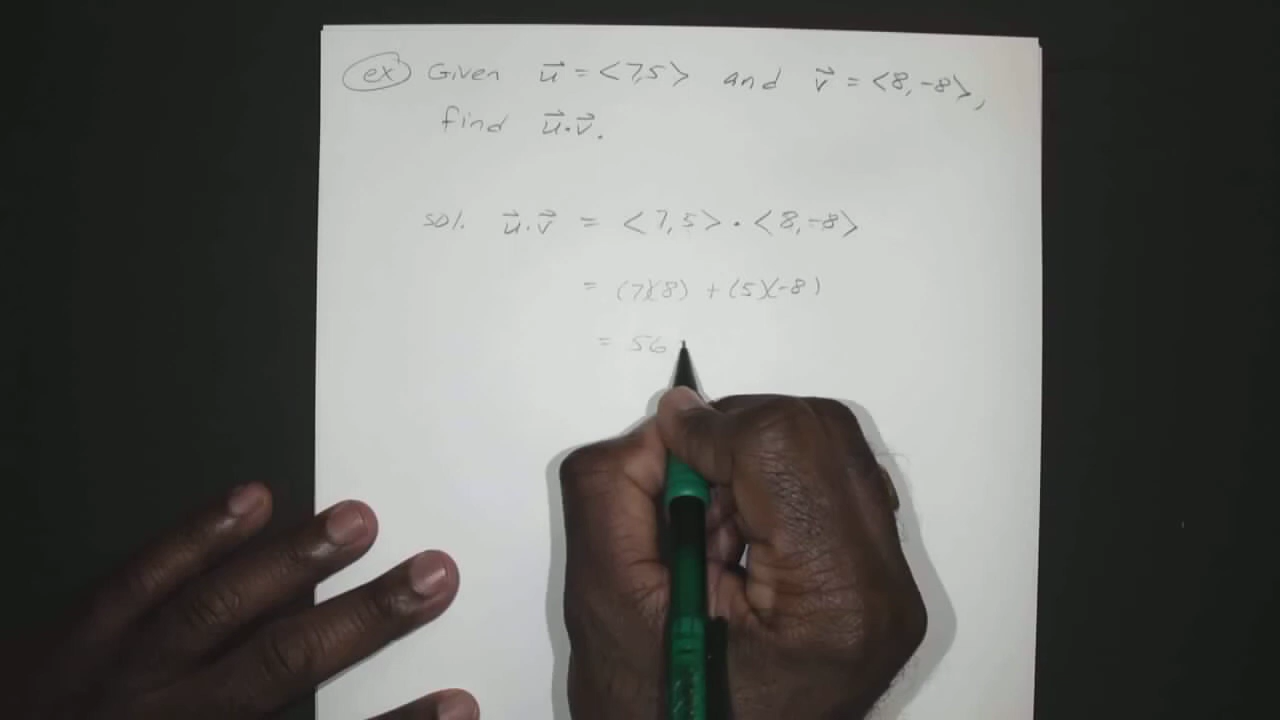 ex Given u⃗ = <7,5> and v⃗ = <8,-8>,
find u⃗·v⃗.
sol. u⃗·v⃗ = <7,5> · <8,-8>
= (7)(8) + (5)(-8)
= 56